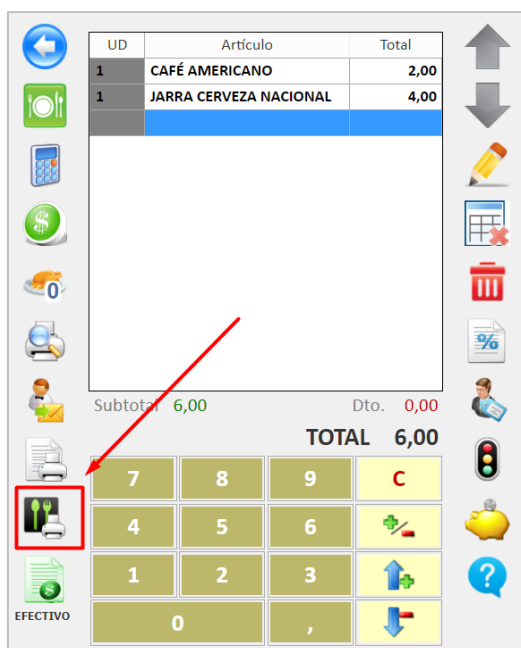 UD Artículo Total
1 CAFÉ AMERICANO 2,00
1 JARRA CERVEZA NACIONAL 4,00
0
%
Subtotal 6,00 Dto. 0,00
TOTAL 6,00
7 8 9 C
4 5 6
1 2 3
EFECTIVO
0 ,
?